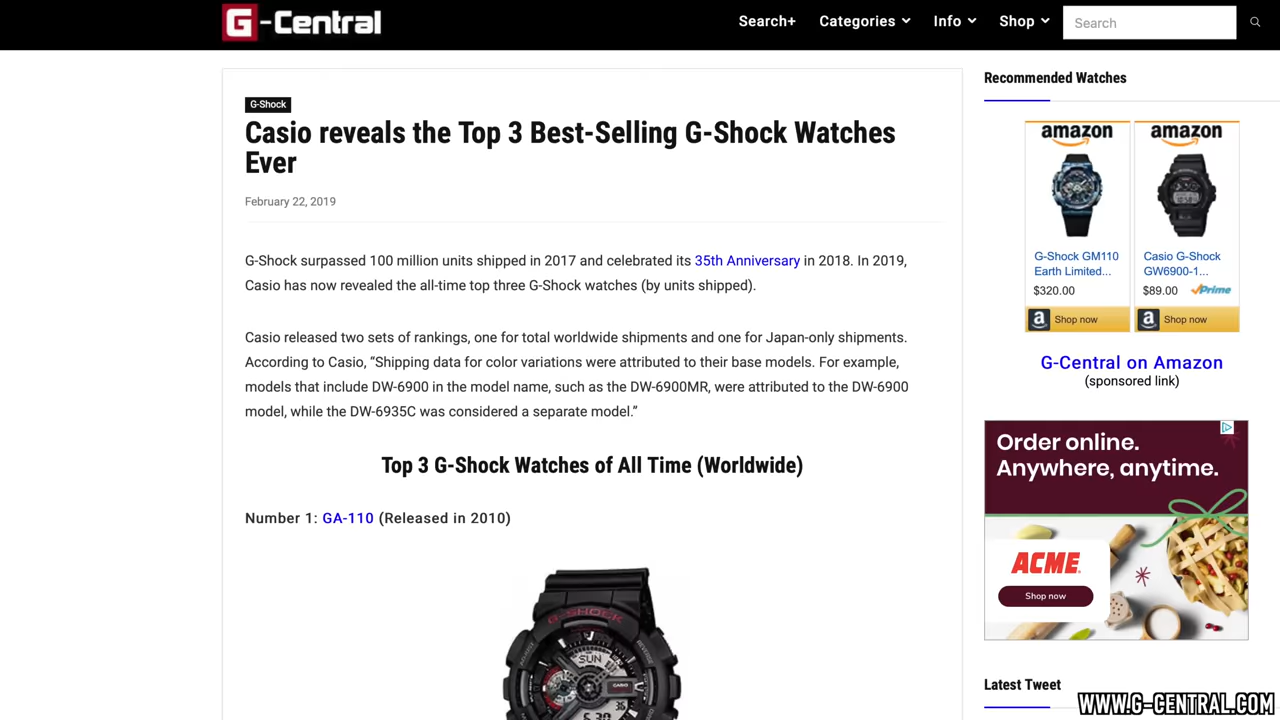 G-Central
Search+ Categories Info Shop Search
G-Shock
Casio reveals the Top 3 Best-Selling G-Shock Watches
Ever
February 22, 2019
G-Shock surpassed 100 million units shipped in 2017 and celebrated its 35th Anniversary in 2018. In 2019,
Casio has now revealed the all-time top three G-Shock watches (by units shipped).
Casio released two sets of rankings, one for total worldwide shipments and one for Japan-only shipments.
According to Casio, “Shipping data for color variations were attributed to their base models. For example,
models that include DW-6900 in the model name, such as the DW-6900MR, were attributed to the DW-6900
model, while the DW-6935C was considered a separate model.”
Top 3 G-Shock Watches of All Time (Worldwide)
Number 1: GA-110 (Released in 2010)
G-SHOCK
SUN
CASIO
Recommended Watches
amazon
G-Shock GM110
Earth Limited...
$320.00
a Shop now
amazon
Casio G-Shock
GW6900-1...
$89.00 Prime
a Shop now
G-Central on Amazon
(sponsored link)
Order online.
Anywhere, anytime.
ACME
Shop now
Latest Tweet
WWW.G-CENTRAL.COM